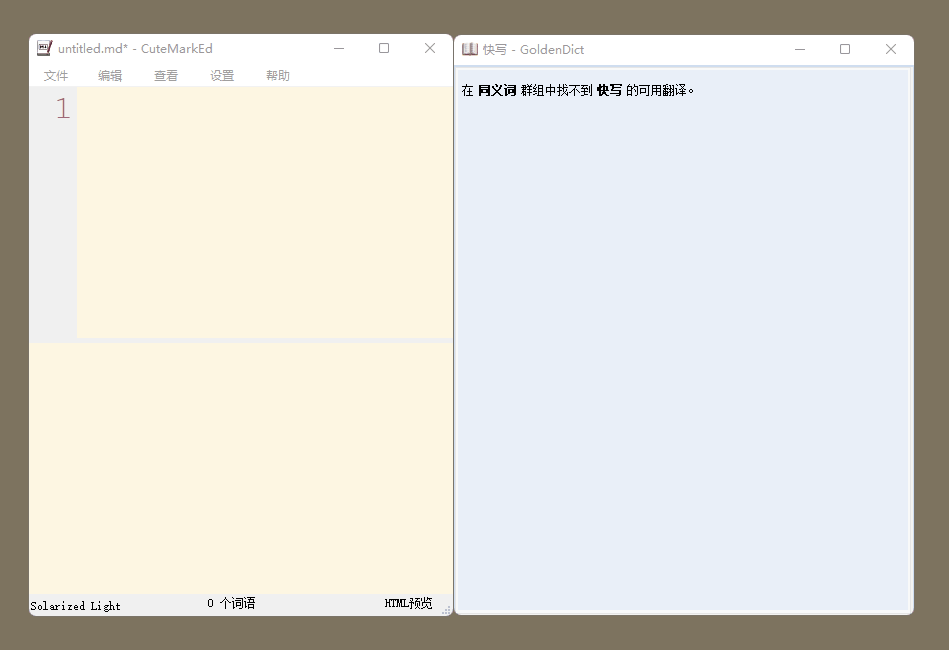 untitled.md* - CuteMarkEd
文件 编辑 查看 设置 帮助
1
Solarized Light 0 个词语 HTML预览
快写 - GoldenDict
在 同义词 群组中找不到 快写 的可用翻译。